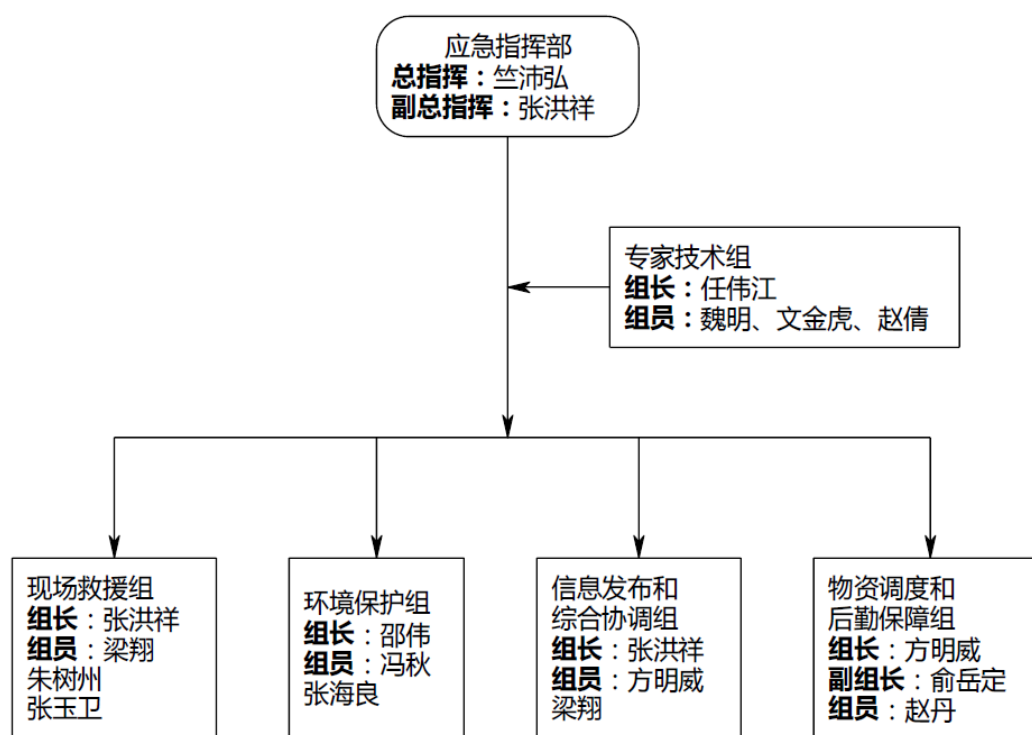 应急指挥部
总指挥：竺沛弘
副总指挥：张洪祥
专家技术组
组长：任伟江
组员：魏明、文金虎、赵倩
现场救援组
组长：张洪祥
组员：梁翔
朱树州
张玉卫
环境保护组
组长：邵伟
组员：冯秋
张海良
信息发布和
综合协调组
组长：张洪祥
组员：方明威
梁翔
物资调度和
后勤保障组
组长：方明威
副组长：俞岳定
组员：赵丹